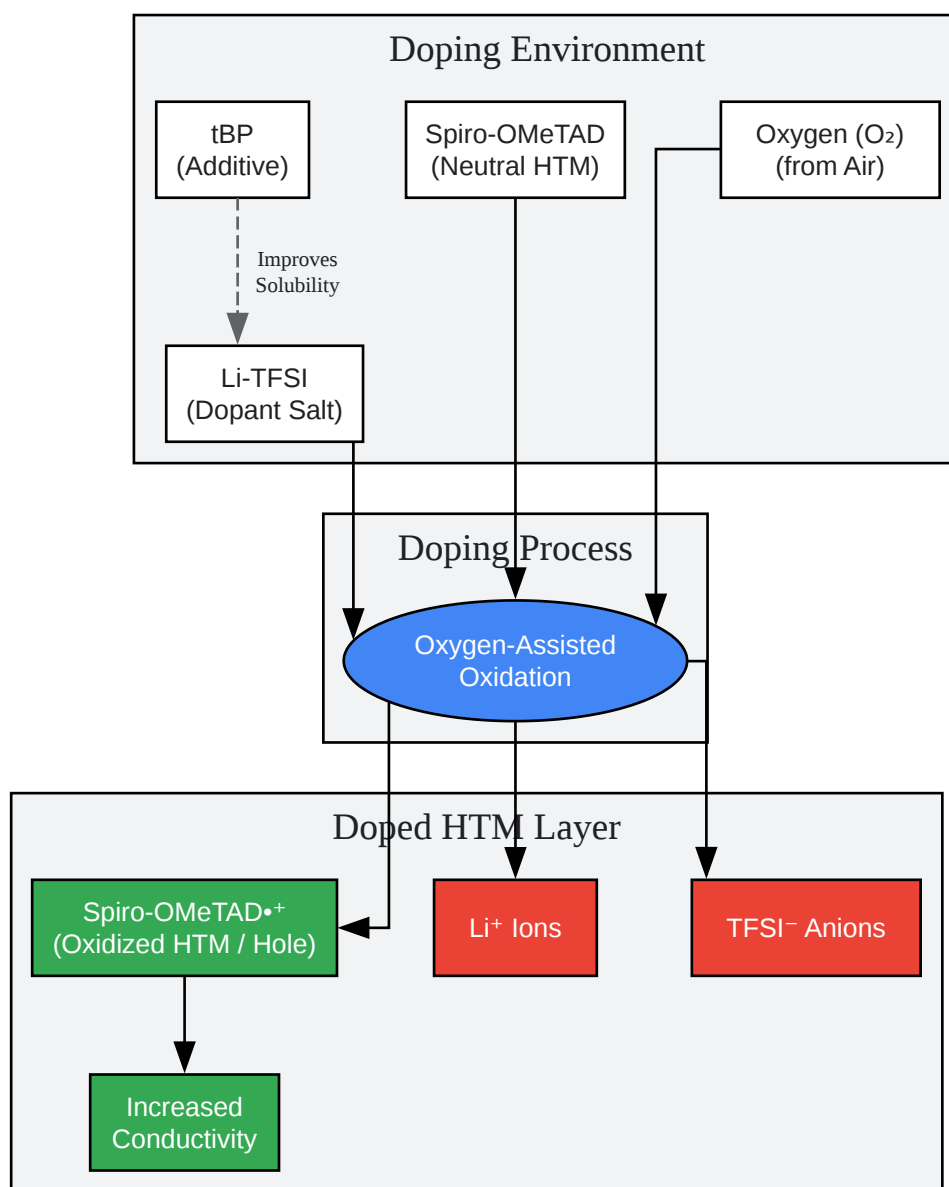 Doping Environment
tBP
(Additive)
Spiro-OMeTAD
(Neutral HTM)
Oxygen (O₂)
(from Air)
Improves
Solubility
Li-TFSI
(Dopant Salt)
Doping Process
Oxygen-Assisted
Oxidation
Doped HTM Layer
Spiro-OMeTAD•⁺
(Oxidized HTM / Hole)
Li⁺ Ions
TFSI⁻ Anions
Increased
Conductivity